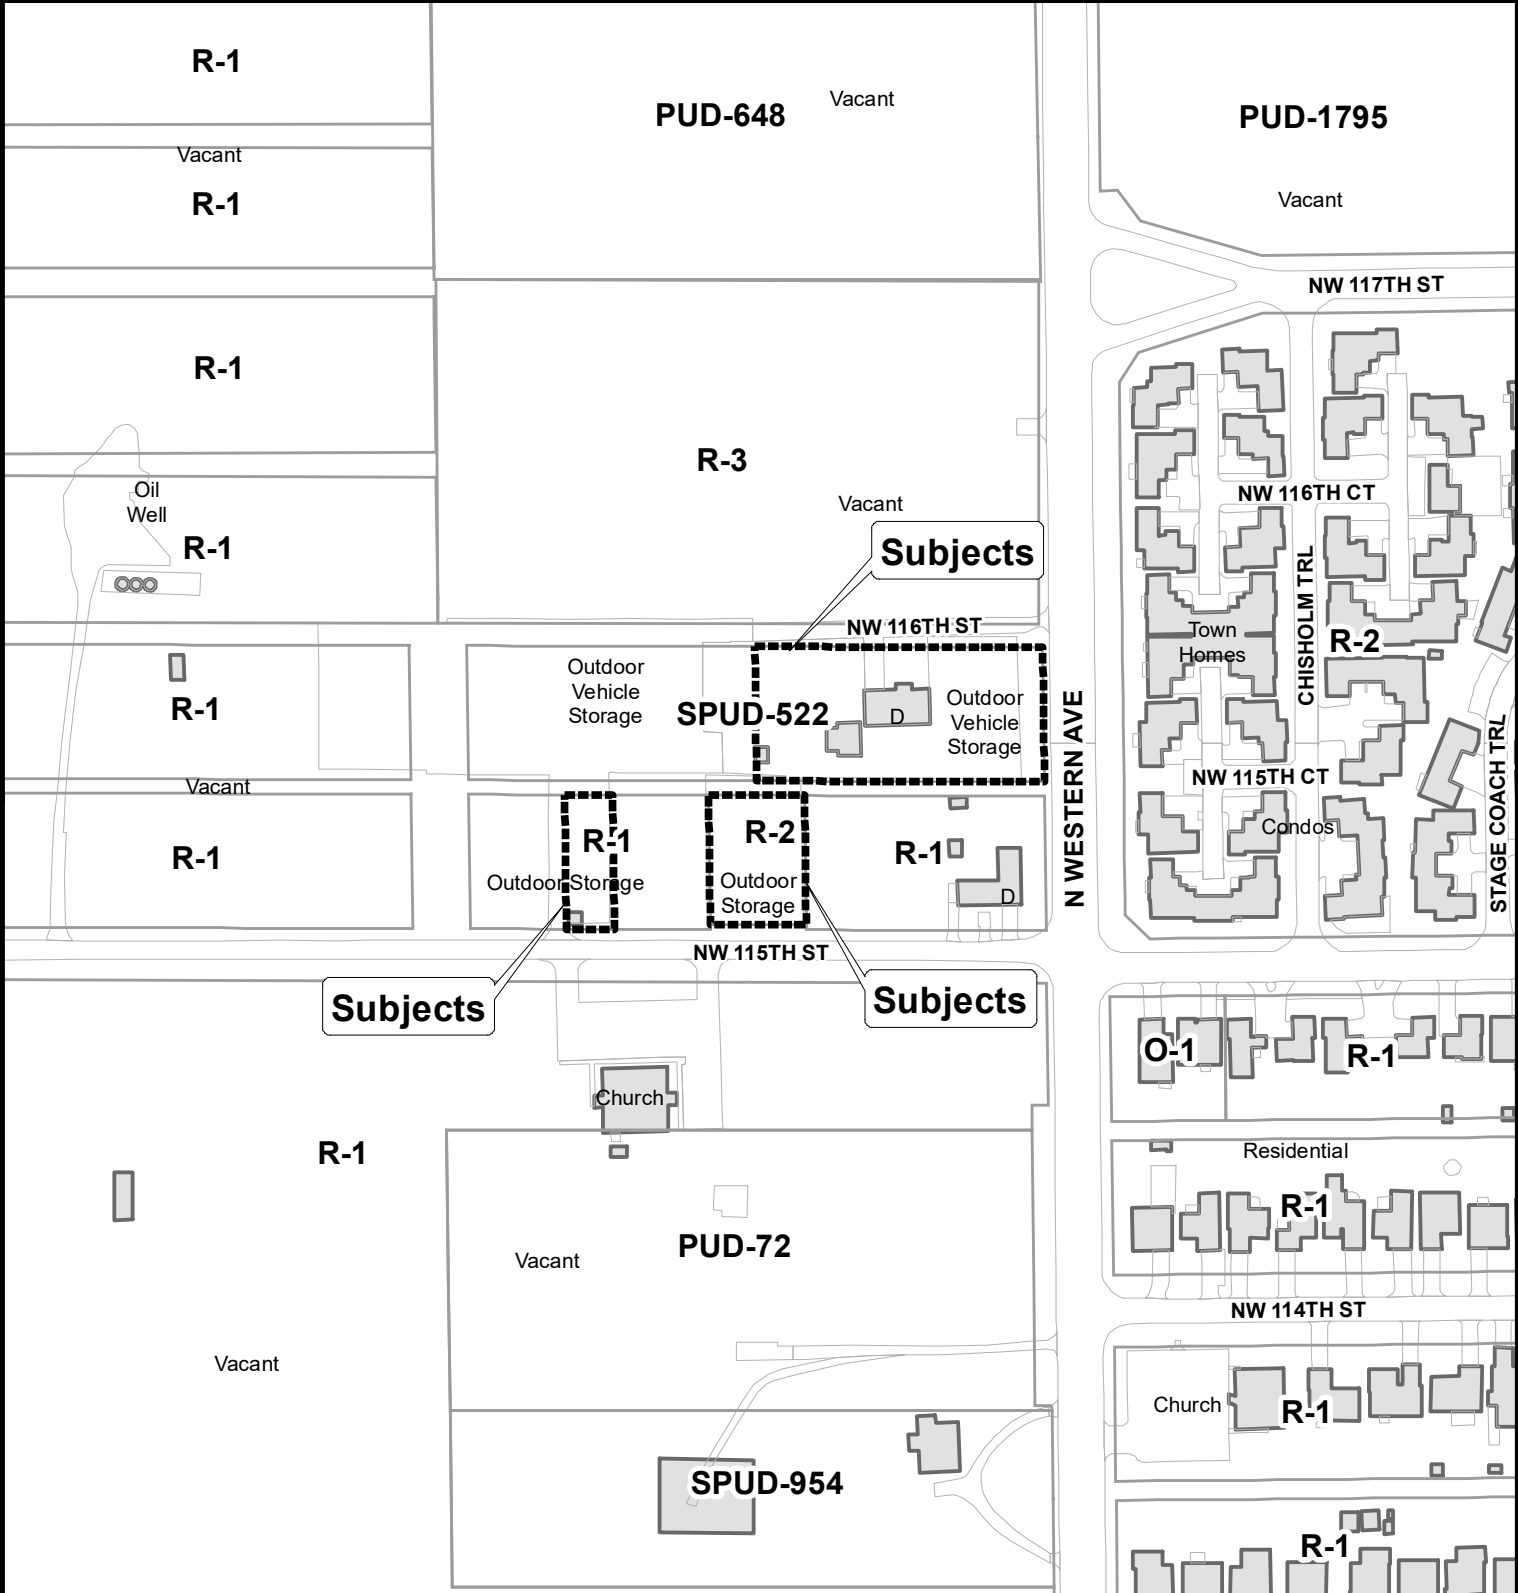 R-1
PUD-648
Vacant
PUD-1795
Vacant
R-1
Vacant
NW 117TH ST
R-1
R-3
Vacant
Oil
Well
R-1
NW 116TH CT
Subjects
NW 116TH ST
CHISHOLM TRL
Town
Homes
R-2
Outdoor
Vehicle
Storage
SPUD-522
D
Outdoor
Vehicle
Storage
R-1
N WESTERN AVE
STAGE COACH TRL
NW 115TH CT
Vacant
R-1
R-1
Outdoor Storage
R-2
Outdoor
Storage
R-1
D
Condos
NW 115TH ST
Subjects
Subjects
O-1
R-1
Church
R-1
Residential
R-1
PUD-72
Vacant
NW 114TH ST
Vacant
Church
R-1
SPUD-954
R-1